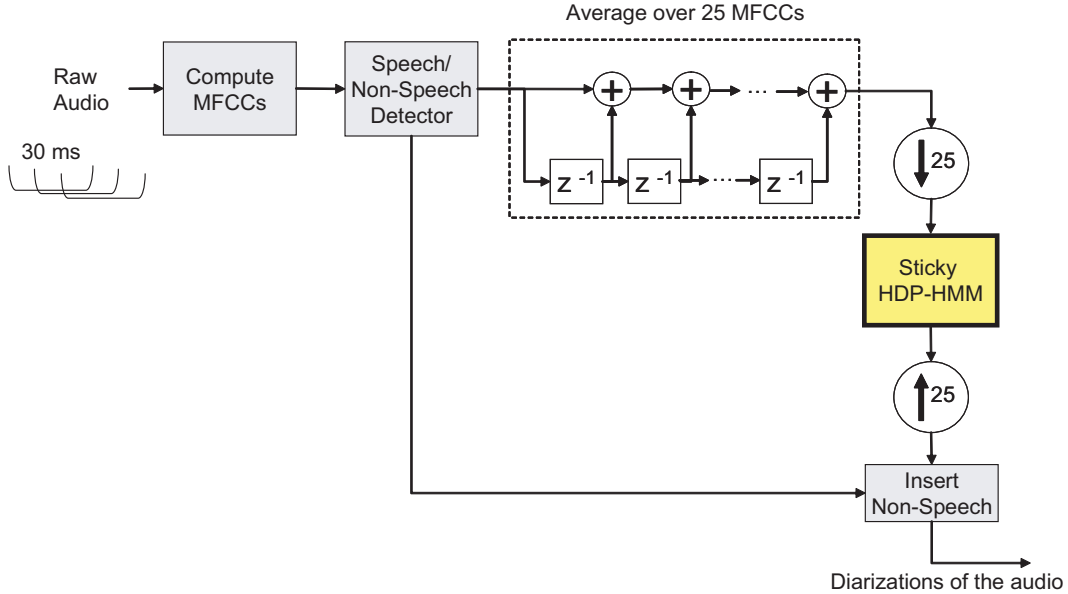 Average over 25 MFCCs
Raw
Audio
Compute
MFCCs
Speech/
Non-Speech
Detector
+
+
...
+
30 ms
z -1
z -1
...
z -1
25
Sticky
HDP-HMM
25
Insert
Non-Speech
Diarizations of the audio